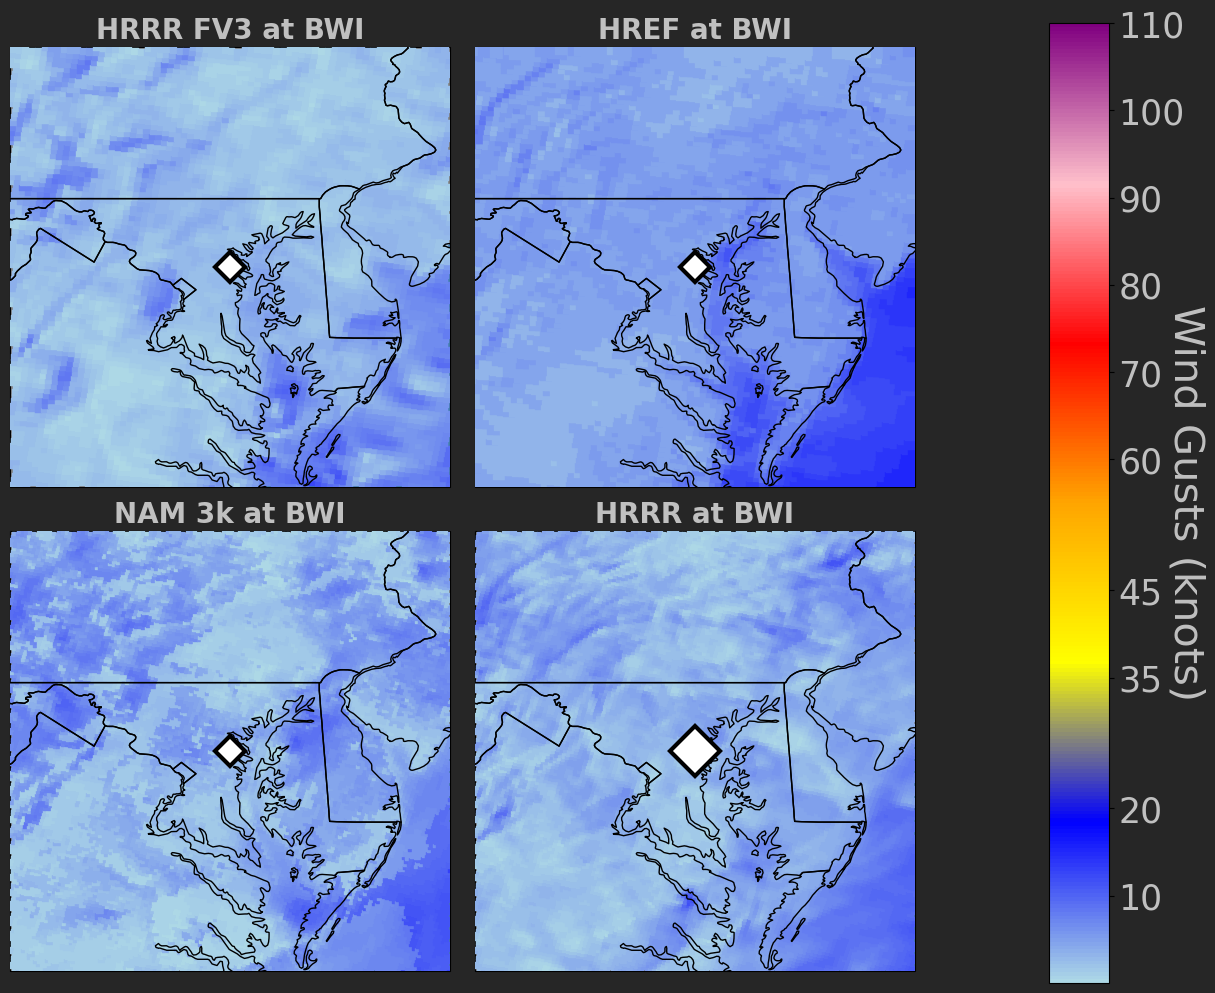 HRRR FV3 at BWI
HREF at BWI
NAM 3k at BWI
HRRR at BWI
110
100
90
80
70
60
45
35
20
10
Wind Gusts (knots)